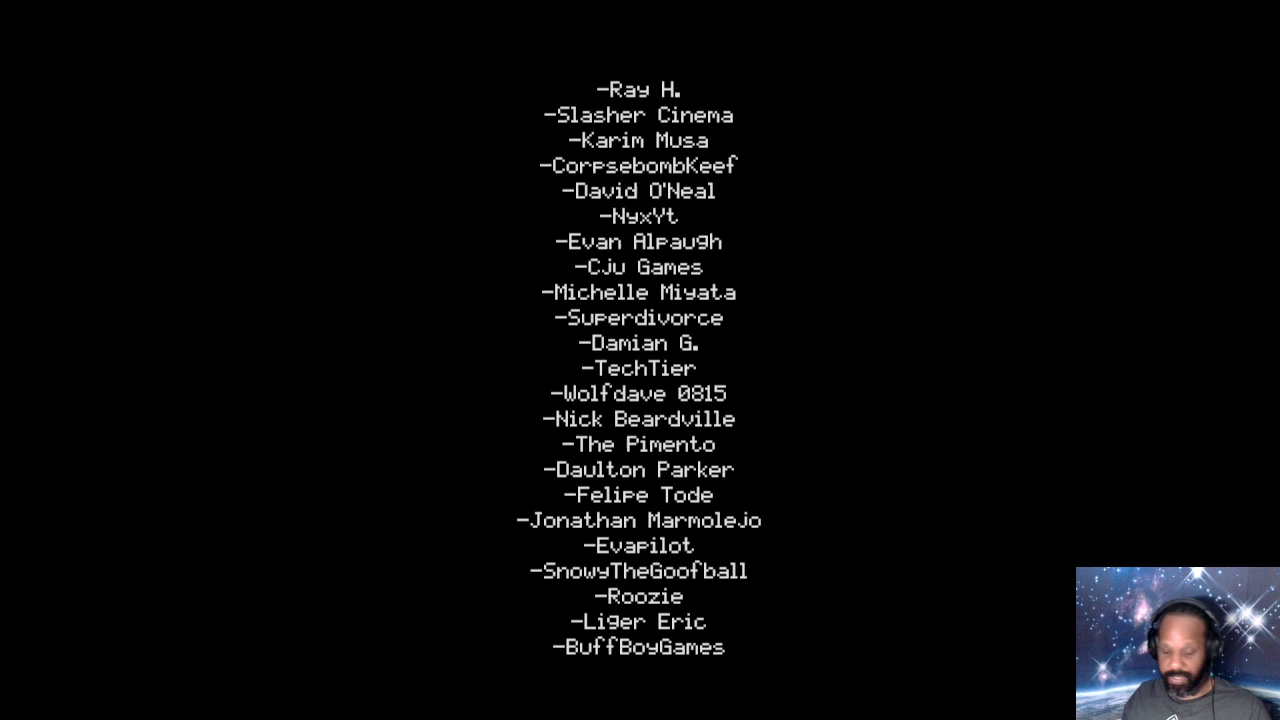 -Ray H.
-Slasher Cinema
-Karim Musa
-CorpsebombKeef
-David O'Neal
-NyxYt
-Evan Alpaugh
-Cju Games
-Michelle Miyata
-Superdivorce
-Damian G.
-TechTier
-Wolfdave 0815
-Nick Beardville
-The Pimento
-Daulton Parker
-Felipe Tode
-Jonathan Marmolejo
-Evapilot
-SnowyTheGoofball
-Roozie
-Liger Eric
-BuffBoyGames